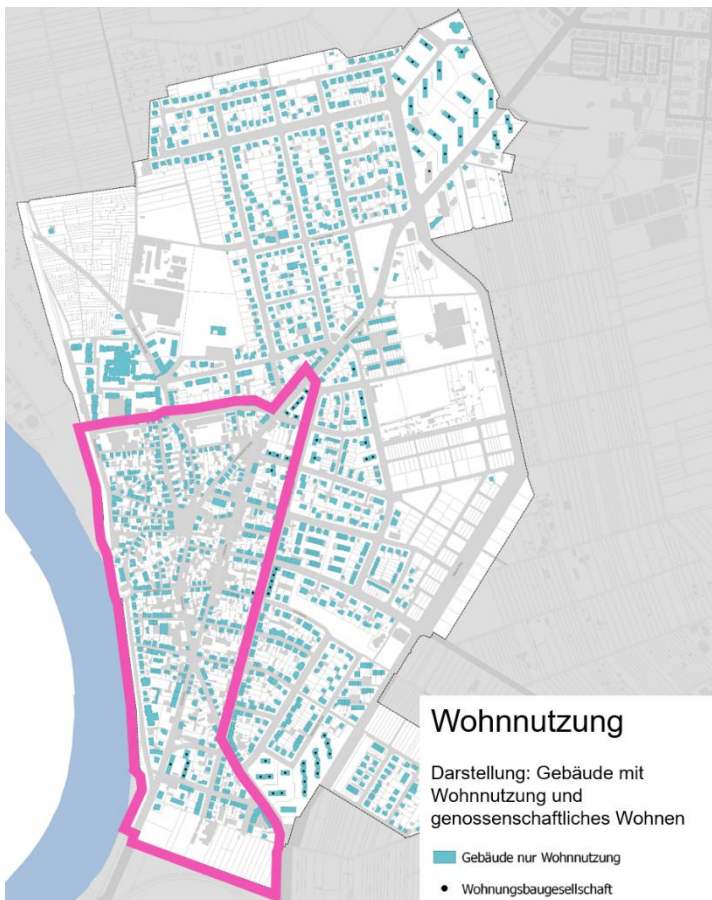 Wohnnutzung
Darstellung: Gebäude mit
Wohnnutzung und
genossenschaftliches Wohnen
Gebäude nur Wohnnutzung
Wohnungsbaugesellschaft